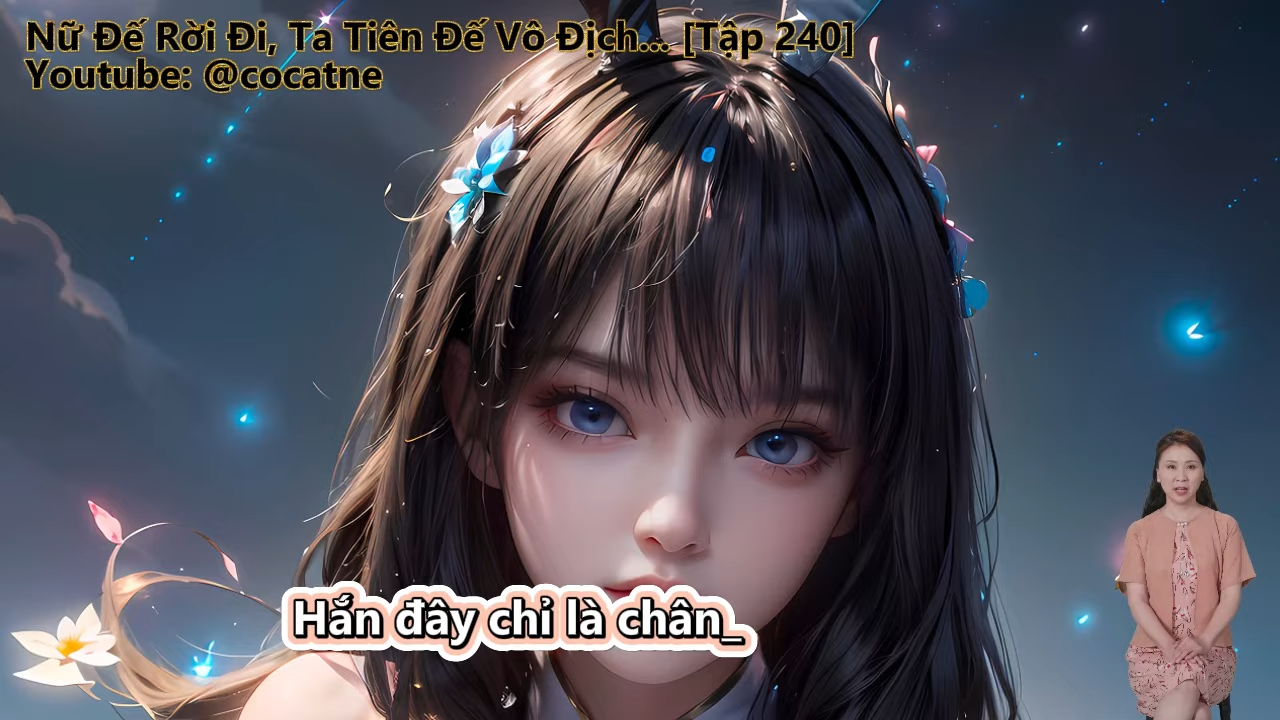 Nữ Đế Rời Đi, Ta Tiên Đế Vô Địch... [Tập 240]
Youtube: @cocatne
Hắn đây chỉ là chân_